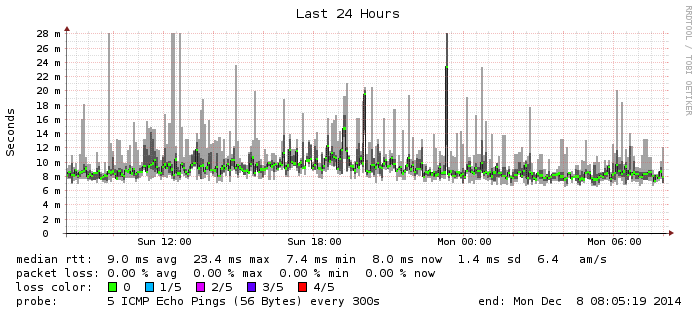 Last 24 Hours
RRDTOOL / TOBI OETIKER
Seconds
28 m
26 m
24 m
22 m
20 m
18 m
16 m
14 m
12 m
10 m
8 m
6 m
4 m
2 m
0
Sun 12:00 Sun 18:00 Mon 00:00 Mon 06:00
median rtt: 9.0 ms avg 23.4 ms max 7.4 ms min 8.0 ms now 1.4 ms sd 6.4 am/s
packet loss: 0.00 % avg 0.00 % max 0.00 % min 0.00 % now
loss color: 0 1/5 2/5 3/5 4/5
probe: 5 ICMP Echo Pings (56 Bytes) every 300s end: Mon Dec 8 08:05:19 2014